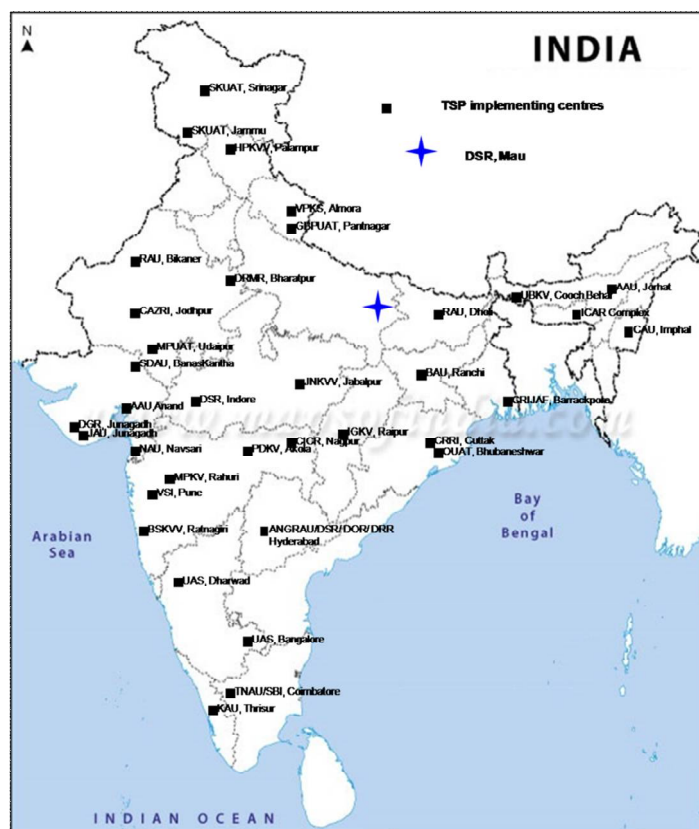 N
INDIA
SKUAT, Srinagar
TSP implementing centres
SKUAT, Jammu
HPKVV, Palampur
DSR, Mau
VPKS, Almora
GBPUAT, Pantnagar
RAU, Bikaner
DRMR, Bharatpur
UBKV, Cooch Behar
AAU, Jorhat
CAZRI, Jodhpur
RAU, Dholi
ICAR Complex
CAU, Imphal
MPUAT, Udaipur
SDAU, BanasKantha
BAU, Ranchi
JNKVV, Jabalpur
AAU Anand
DSR, Indore
CRIJAF, Barrackpole
DGR, Junagadh
JAU, Junagadh
IGKV, Raipur
NAU, Navsari
PDKV, Akola
CICR, Nagpur
CRRI, Cuttak
OUAT, Bhubaneshwar
MPKV, Rahuri
VSI, Pune
Bay
of
Bengal
Arabian
Sea
BSKVV, Ratnagiri
ANGRAU/DSR/DOR/DRR
Hyderabad
UAS, Dharwad
UAS, Bangalore
TNAU/SBI, Coimbatore
KAU, Thrisur
INDIAN OCEAN